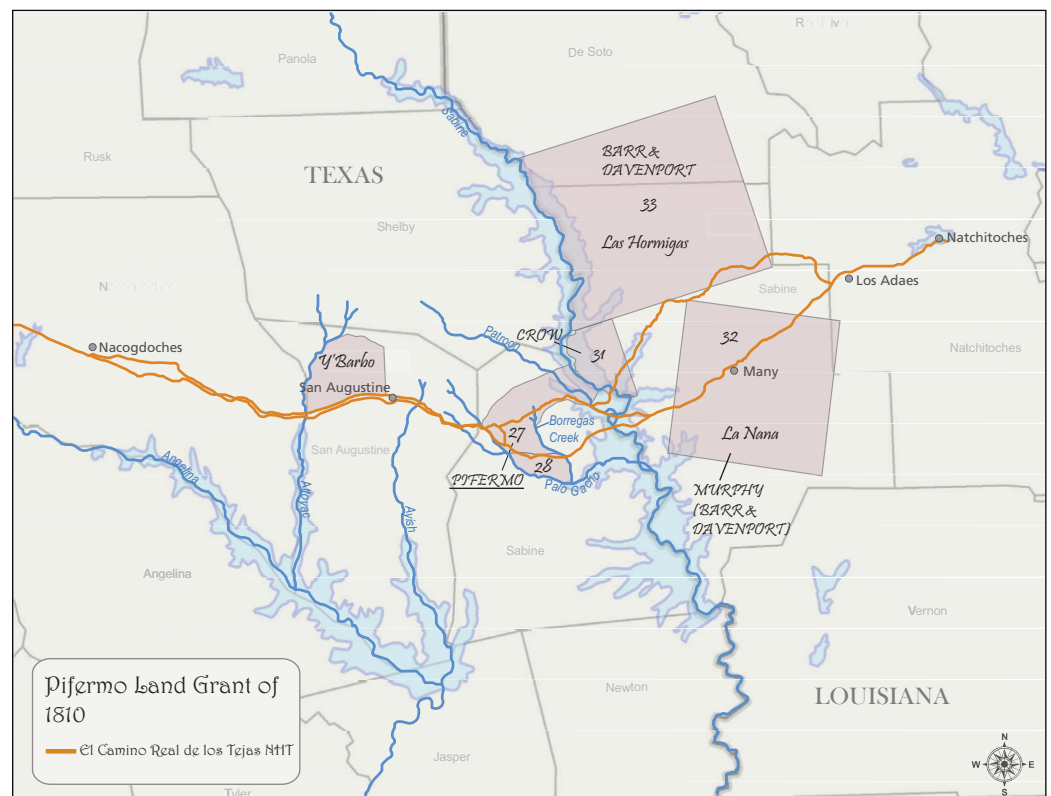 Panola
De Soto
Sabine
BARR &
DAVENPORT
Rusk
TEXAS
33
Shelby
Las Hormigas
Natchitoches
Los Adaes
Sabine
Patroon
CROW
32
31
Nacogdoches
Y'Barbo
Natchitoches
Many
San Augustine
Borregas
Creek
27
La Nana
San Augustine
28
Angelina
PIFERMO
Palo Gacho
MURPHY
(BARR &
DAVENPORT)
Attoyac
Ayish
Sabine
Angelina
Vernon
Pifermo Land Grant of
1810
Newton
LOUISIANA
El Camino Real de los Tejas NHT
Jasper
N
W E
S
Tyler